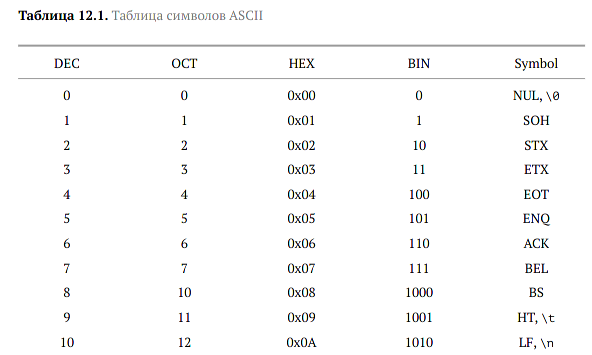 Таблица 12.1. Таблица символов ASCII
DEC OCT HEX BIN Symbol
0 0 0x00 0 NUL, \0
1 1 0x01 1 SOH
2 2 0x02 10 STX
3 3 0x03 11 ETX
4 4 0x04 100 EOT
5 5 0x05 101 ENQ
6 6 0x06 110 ACK
7 7 0x07 111 BEL
8 10 0x08 1000 BS
9 11 0x09 1001 HT, \t
10 12 0x0A 1010 LF, \n